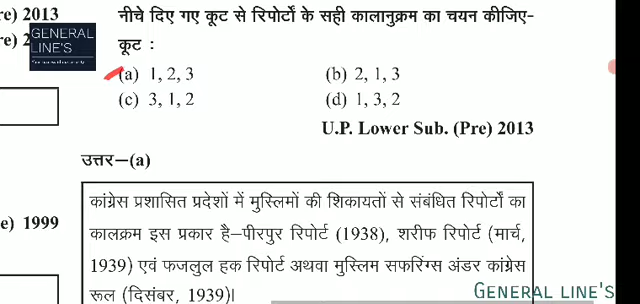 re) 2013
नीचे दिए गए कूट से रिपोर्टों के सही कालानुक्रम का चयन कीजिए-
re) 2
GENERAL
LINE'S
कूट :
(a) 1, 2, 3
(b) 2, 1, 3
(c) 3, 1, 2
(d) 1, 3, 2
U.P. Lower Sub. (Pre) 2013
उत्तर–(a)
कांग्रेस प्रशासित प्रदेशों में मुस्लिमों की शिकायतों से संबंधित रिपोर्टों का
e) 1999
कालक्रम इस प्रकार है–पीरपुर रिपोर्ट (1938), शरीफ रिपोर्ट (मार्च,
1939) एवं फजलुल हक रिपोर्ट अथवा मुस्लिम सफरिंग्स अंडर कांग्रेस
रूल (दिसंबर, 1939)।
GENERAL LINE'S